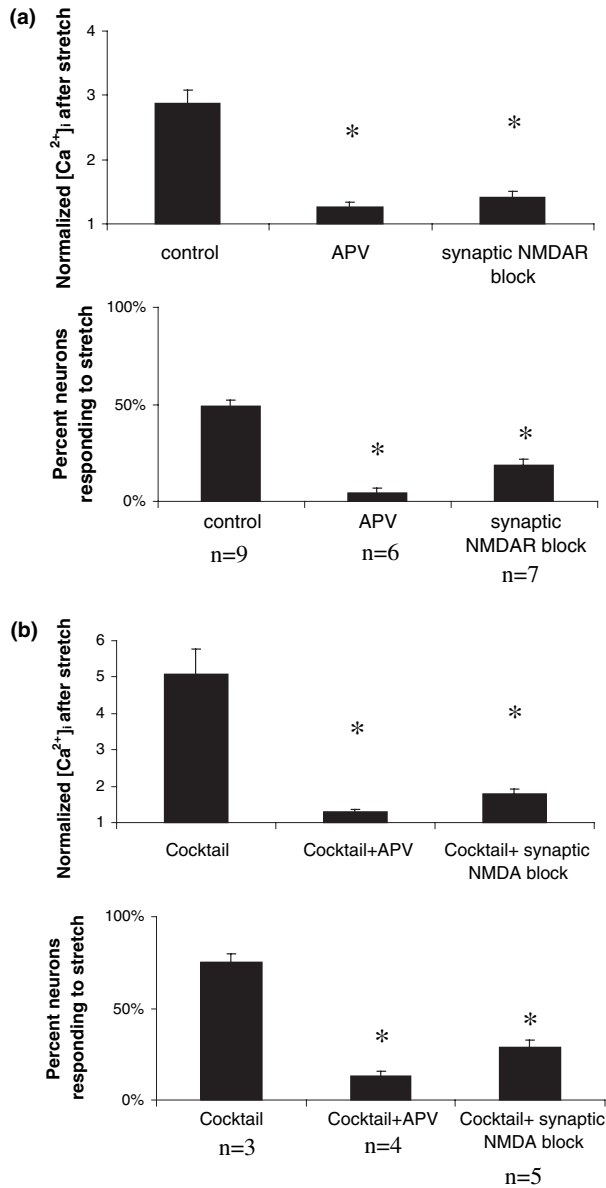 (a)
Normalized [Ca²⁺]ᵢ after stretch
4
3
2
1
*
*
control
APV
synaptic NMDAR
block
Percent neurons
responding to stretch
100%
50%
0%
*
*
control
APV
synaptic
NMDAR block
n=9
n=6
n=7
(b)
Normalized [Ca²⁺]ᵢ after stretch
6
5
4
3
2
1
*
*
Cocktail
Cocktail+APV
Cocktail+ synaptic
NMDA block
Percent neurons
responding to stretch
100%
50%
0%
*
*
Cocktail
Cocktail+APV
Cocktail+ synaptic
NMDA block
n=3
n=4
n=5